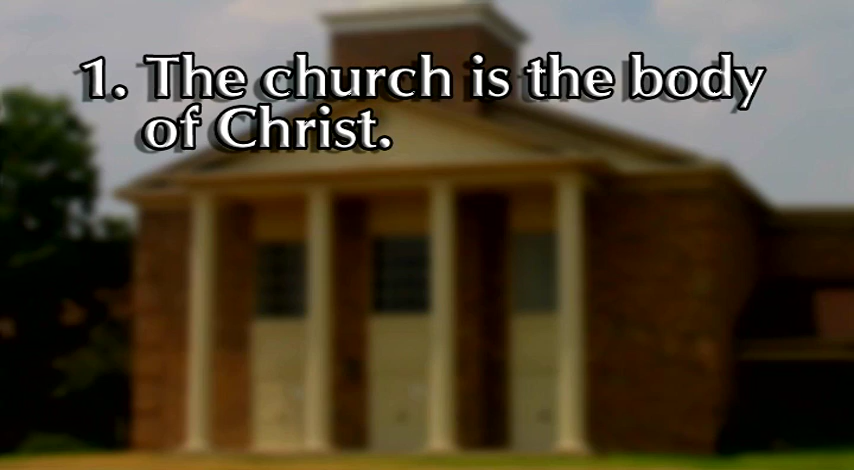 1. The church is the body
of Christ.